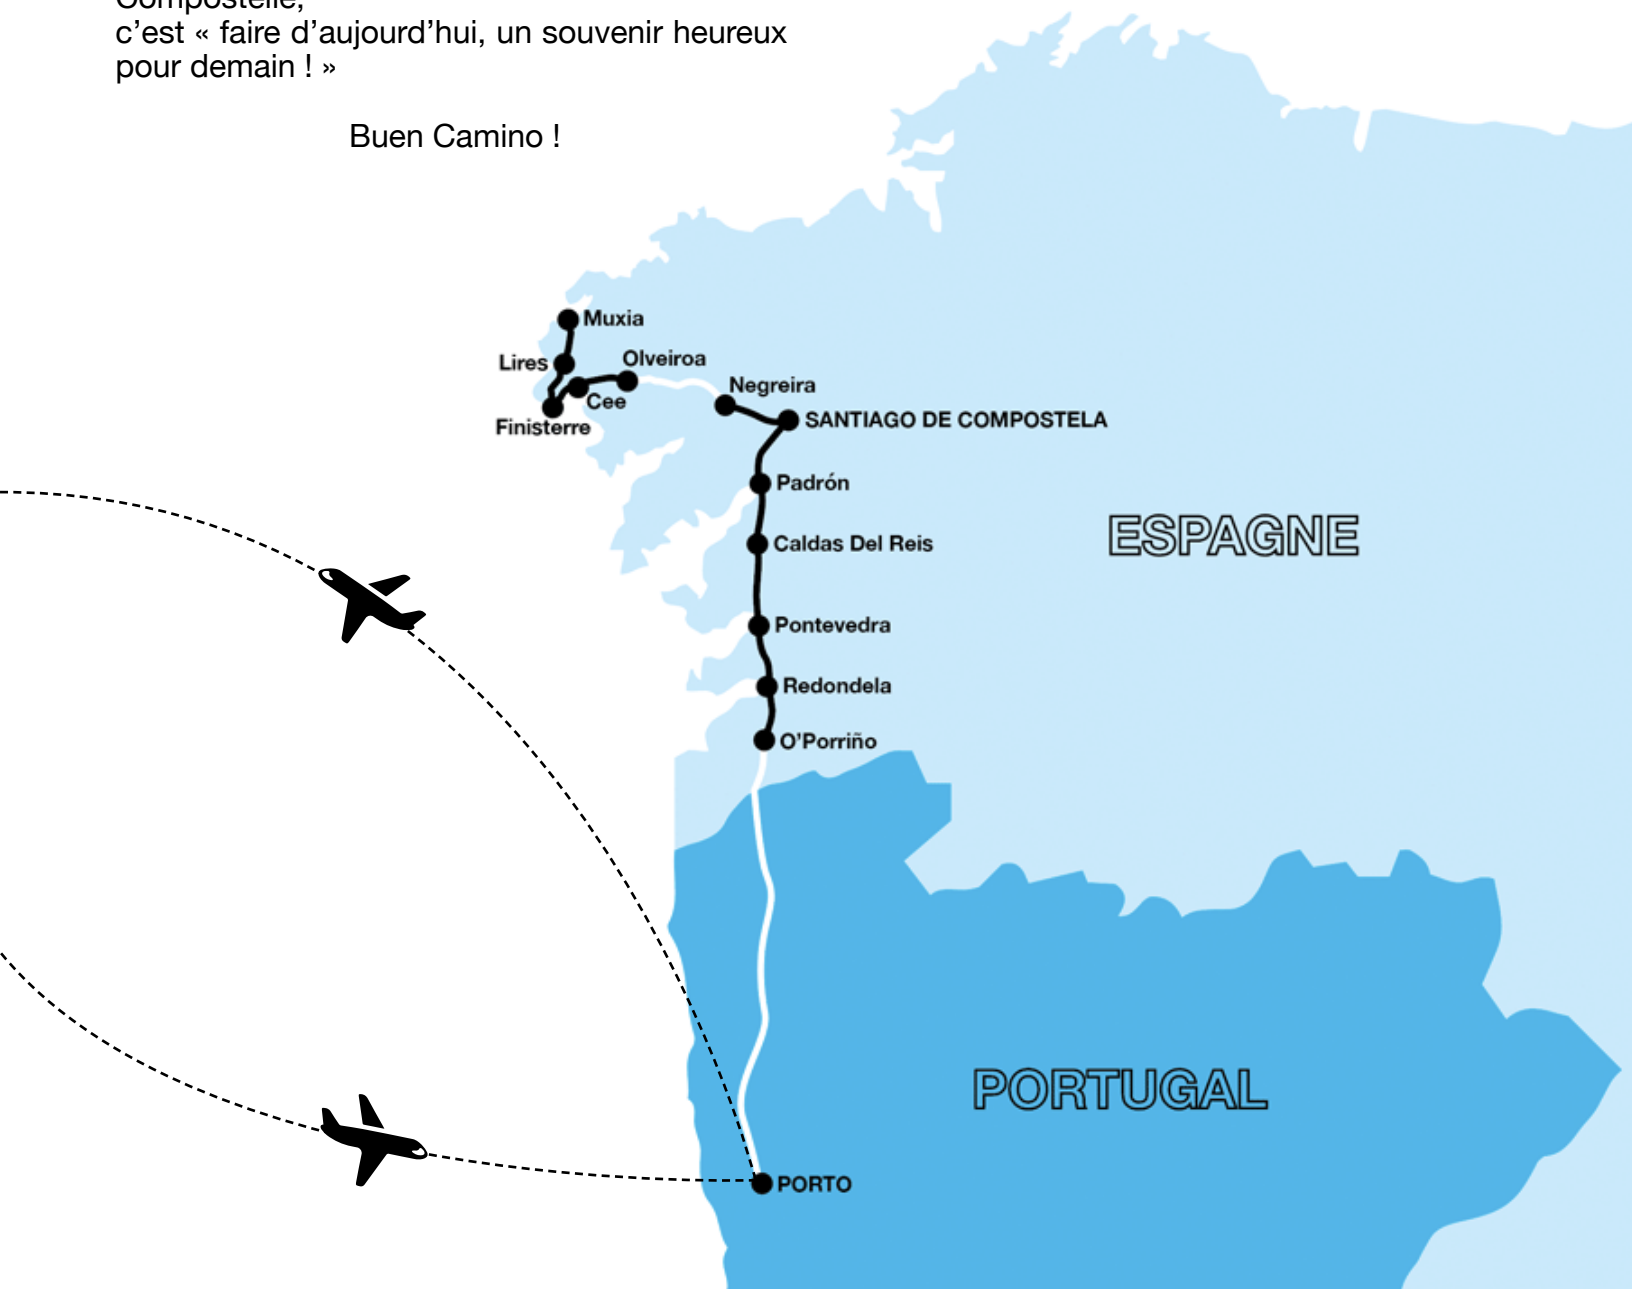 Compostelle,
c’est « faire d’aujourd’hui, un souvenir heureux
pour demain ! »
Buen Camino !
Muxia
Lires
Olveiroa
Cee
Negreira
Finisterre
SANTIAGO DE COMPOSTELA
Padrón
Caldas Del Reis
ESPAGNE
Pontevedra
Redondela
O’Porriño
PORTUGAL
PORTO